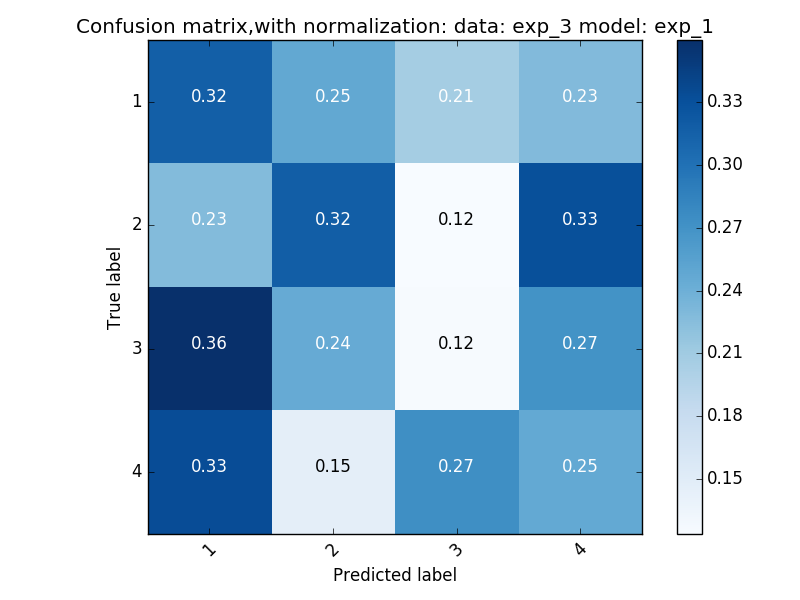 Confusion matrix,with normalization: data: exp_3 model: exp_1
1 0.32 0.25 0.21 0.23
2 0.23 0.32 0.12 0.33
3 0.36 0.24 0.12 0.27
4 0.33 0.15 0.27 0.25
1 2 3 4
True label
Predicted label
0.33
0.30
0.27
0.24
0.21
0.18
0.15